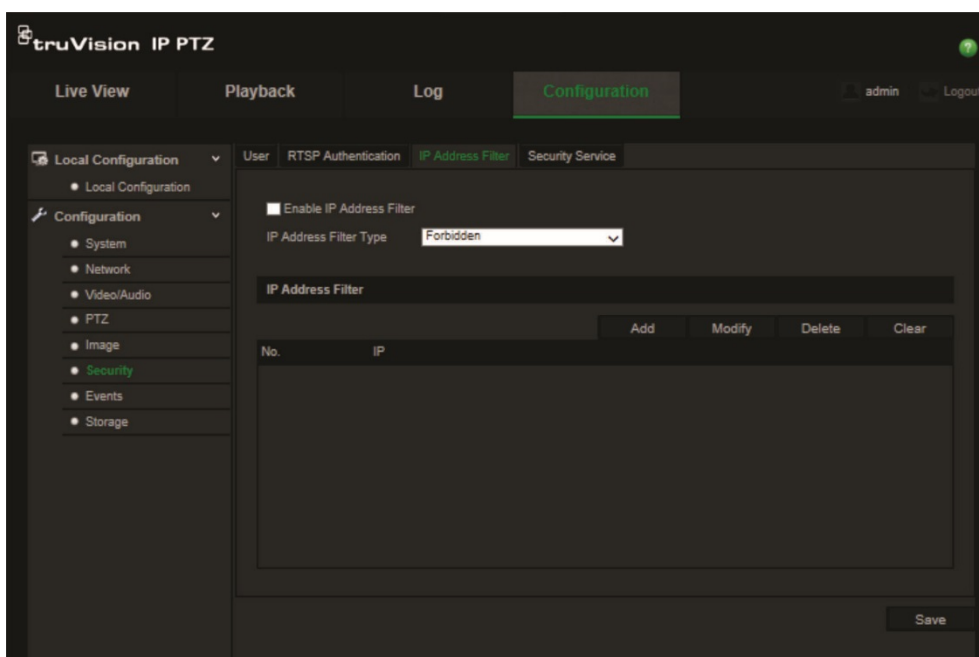 truVision IP PTZ
?
Live View Playback Log Configuration admin Logout
Local Configuration
Local Configuration
Configuration
System
Network
Video/Audio
PTZ
Image
Security
Events
Storage
User RTSP Authentication IP Address Filter Security Service
Enable IP Address Filter
IP Address Filter Type Forbidden
IP Address Filter
Add Modify Delete Clear
No. IP
Save